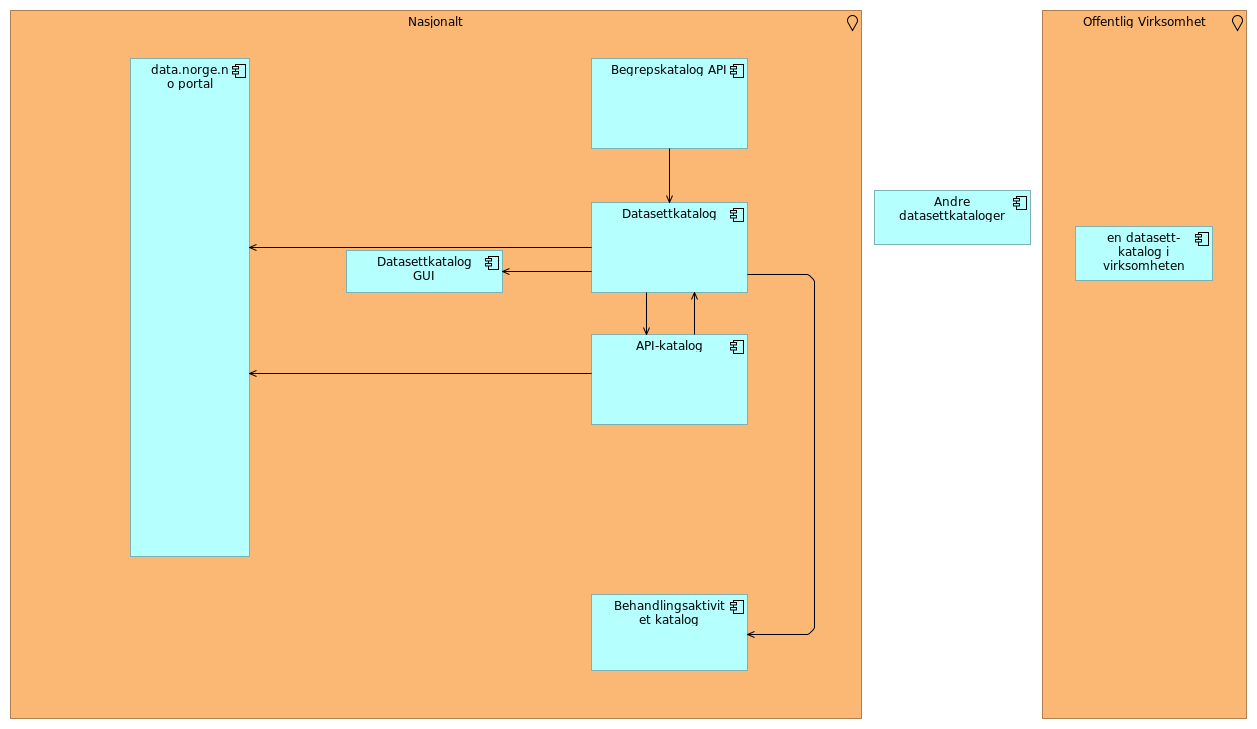 Nasjonalt
Offentlig Virksomhet
data.norge.n
o portal
Begrepskatalog API
Andre
datasettkataloger
Datasettkatalog
en datasett-
katalog i
virksomheten
Datasettkatalog
GUI
API-katalog
Behandlingsaktivit
et katalog